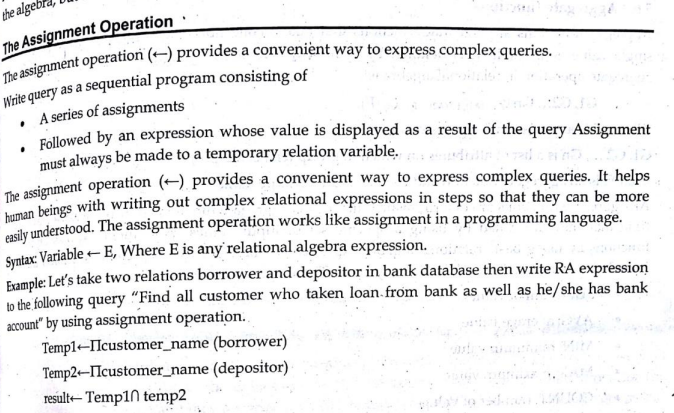 the algebra,
The Assignment Operation
The assignment operation (←) provides a convenient way to express complex queries.
Write query as a sequential program consisting of
• A series of assignments
• Followed by an expression whose value is displayed as a result of the query Assignment
must always be made to a temporary relation variable.
The assignment operation (←) provides a convenient way to express complex queries. It helps
human beings with writing out complex relational expressions in steps so that they can be more
easily understood. The assignment operation works like assignment in a programming language.
Syntax: Variable ← E, Where E is any relational algebra expression.
Example: Let's take two relations borrower and depositor in bank database then write RA expression
to the following query "Find all customer who taken loan from bank as well as he/she has bank
account" by using assignment operation.
Temp1←Πcustomer_name (borrower)
Temp2←Πcustomer_name (depositor)
result← Temp1∩ temp2